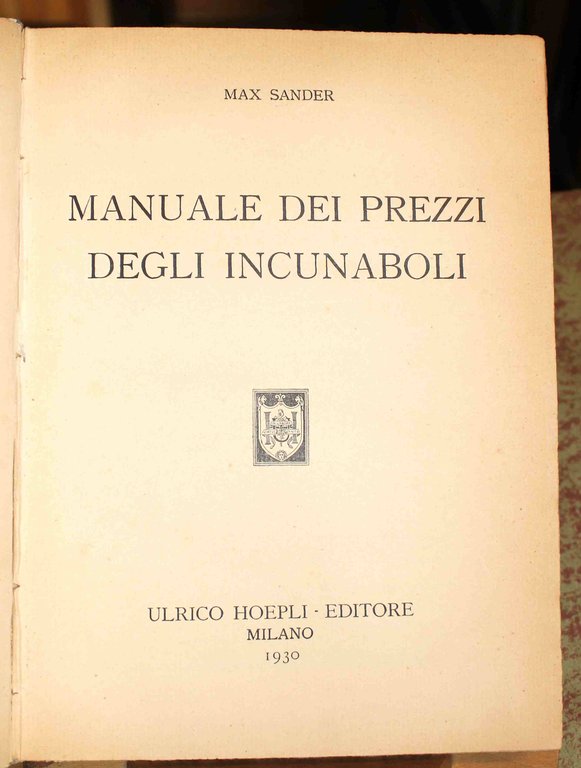 MAX SANDER
MANUALE DEI PREZZI
DEGLI INCUNABOLI
ULRICO HOEPLI - EDITORE
MILANO
1930